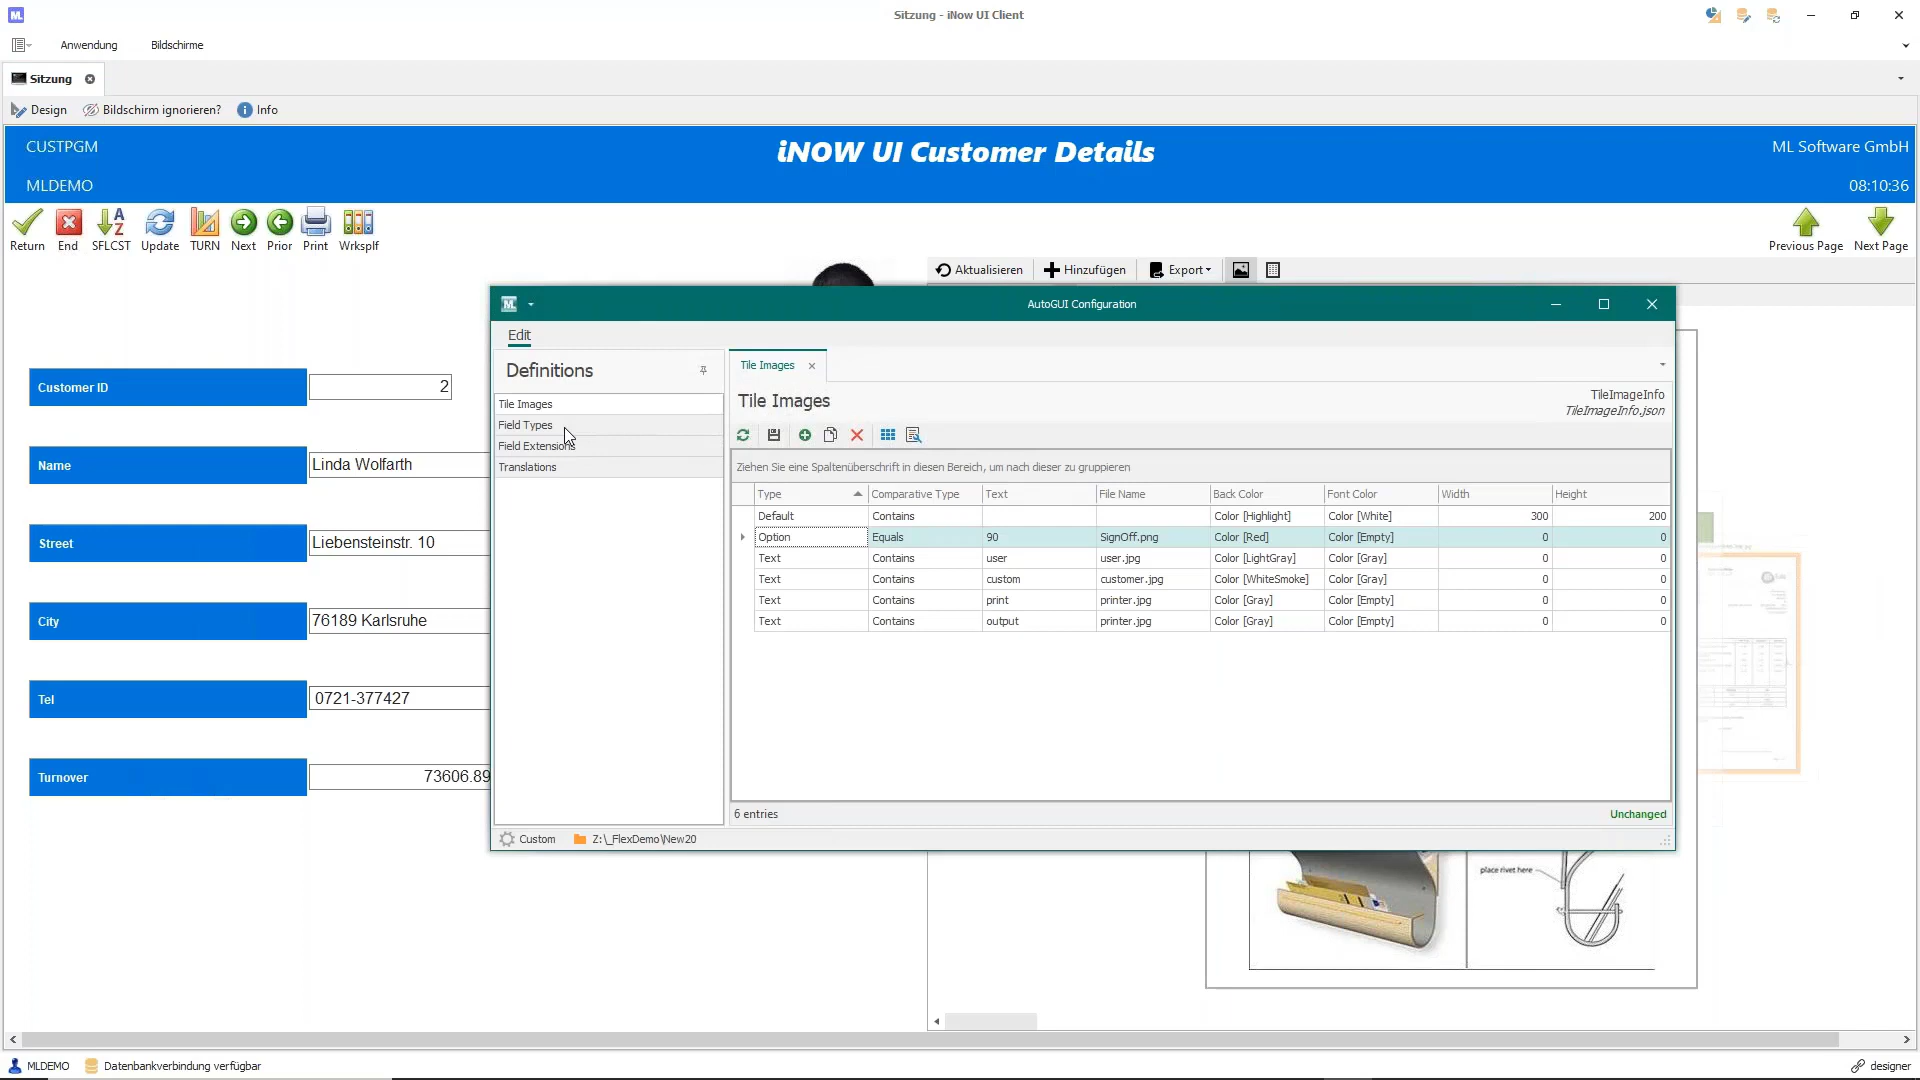 Sitzung - iNow UI Client
Anwendung
Bildschirme
Sitzung
Design
Bildschirm ignorieren?
Info
CUSTPGM
iNOW UI Customer Details
ML Software GmbH
MLDEMO
08:10:36
Return
End
SFLCST
Update
TURN
Next
Prior
Print
Wrksplf
Previous Page
Next Page
Aktualisieren
Hinzufügen
Export
AutoGUI Configuration
Edit
Definitions
Tile Images
Field Types
Field Extensions
Translations
Tile Images
Tile Images
TileImageInfo
TileImageInfo.json
Ziehen Sie eine Spaltenüberschrift in diesen Bereich, um nach dieser zu gruppieren
Type Comparative Type Text File Name Back Color Font Color Width Height
Default Contains Color [Highlight] Color [White] 300 200
Option Equals 90 SignOff.png Color [Red] Color [Empty] 0 0
Text Contains user user.jpg Color [LightGray] Color [Gray] 0 0
Text Contains custom customer.jpg Color [WhiteSmoke] Color [Gray] 0 0
Text Contains print printer.jpg Color [Gray] Color [Empty] 0 0
Text Contains output printer.jpg Color [Gray] Color [Empty] 0 0
6 entries
Unchanged
Custom
Z:\_FlexDemo\New20
Customer ID 2
Name Linda Wolfarth
Street Liebensteinstr. 10
City 76189 Karlsruhe
Tel 0721-377427
Turnover 73606.89
place rivet here
MLDEMO
Datenbankverbindung verfügbar
designer